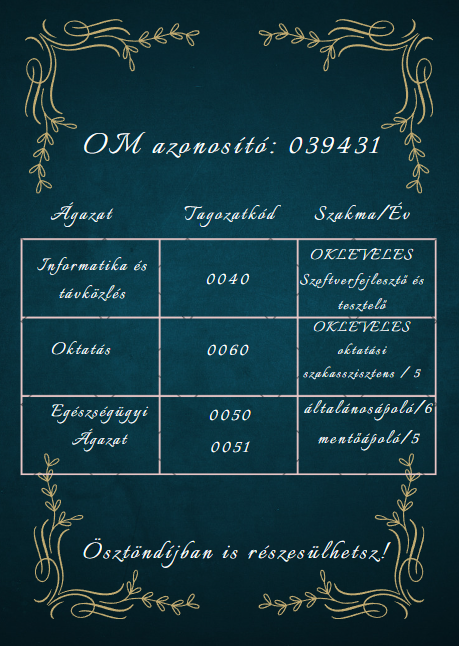 OM azonosító: 039431
Ágazat Tagozatkód Szakma/Év
Informatika és
távközlés
0040
OKLEVELES
Szoftverfejlesztő és
tesztelő
Oktatás
0060
OKLEVELES
oktatási
szakasszisztens / 5
Egészségügyi
Ágazat
0050
0051
általánosápoló/6
mentőápoló/5
Ösztöndíjban is részesülhetsz!